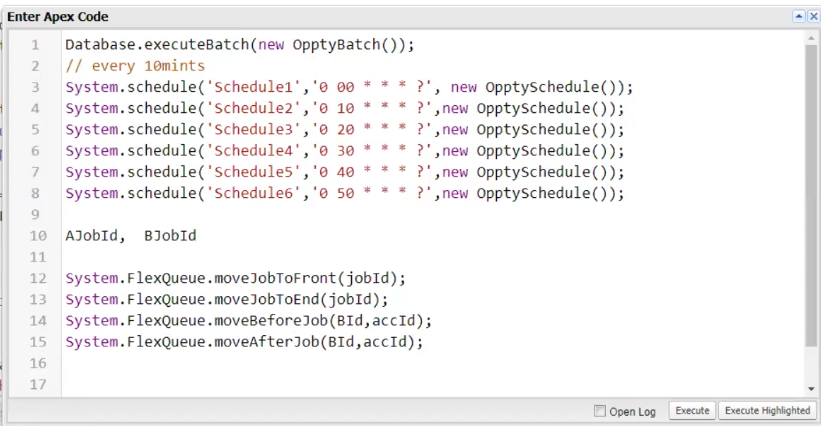 Enter Apex Code
1 Database.executeBatch(new OpptyBatch());
2 // every 10mints
3 System.schedule('Schedule1','0 00 * * * ?', new OpptySchedule());
4 System.schedule('Schedule2','0 10 * * * ?',new OpptySchedule());
5 System.schedule('Schedule3','0 20 * * * ?',new OpptySchedule());
6 System.schedule('Schedule4','0 30 * * * ?',new OpptySchedule());
7 System.schedule('Schedule5','0 40 * * * ?',new OpptySchedule());
8 System.schedule('Schedule6','0 50 * * * ?',new OpptySchedule());
9
10 AJobId,  BJobId
11
12 System.FlexQueue.moveJobToFront(jobId);
13 System.FlexQueue.moveJobToEnd(jobId);
14 System.FlexQueue.moveBeforeJob(BId,accId);
15 System.FlexQueue.moveAfterJob(BId,accId);
16
17
Open Log Execute Execute Highlighted